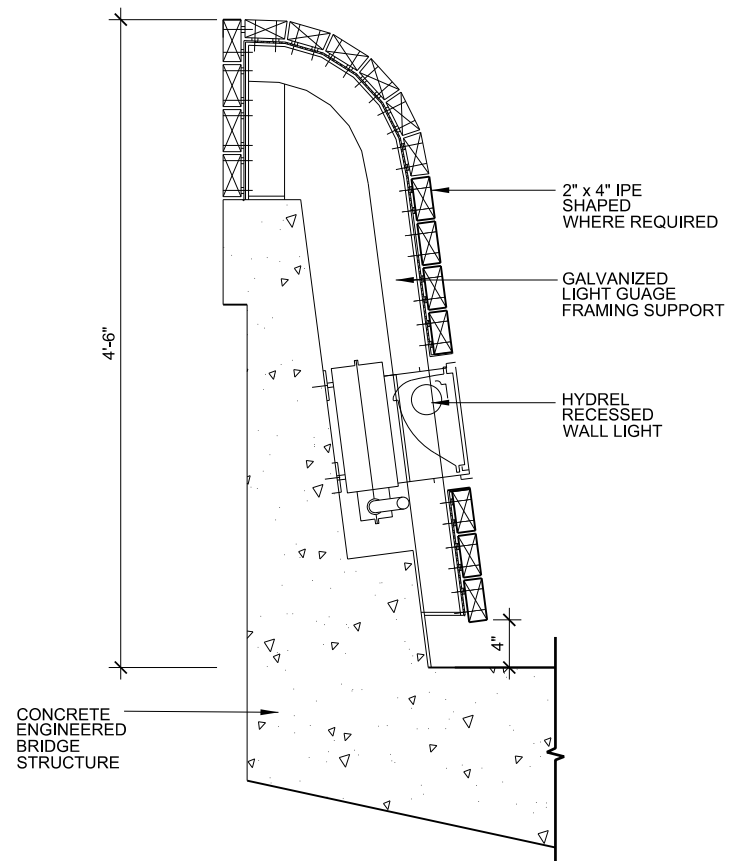 2" x 4" IPE
SHAPED
WHERE REQUIRED
GALVANIZED
LIGHT GUAGE
FRAMING SUPPORT
4'-6"
HYDREL
RECESSED
WALL LIGHT
4"
CONCRETE
ENGINEERED
BRIDGE
STRUCTURE